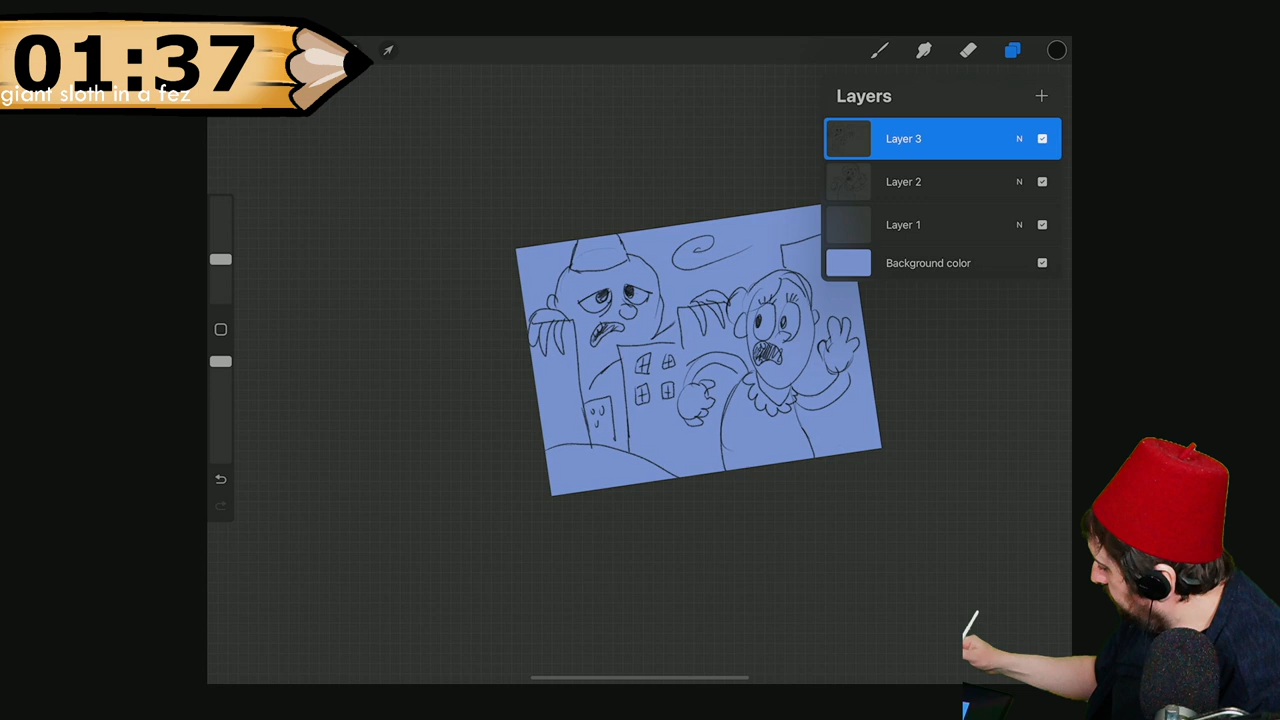 01:37
giant sloth in a fez
Layers
Layer 3 N
Layer 2 N
Layer 1 N
Background color